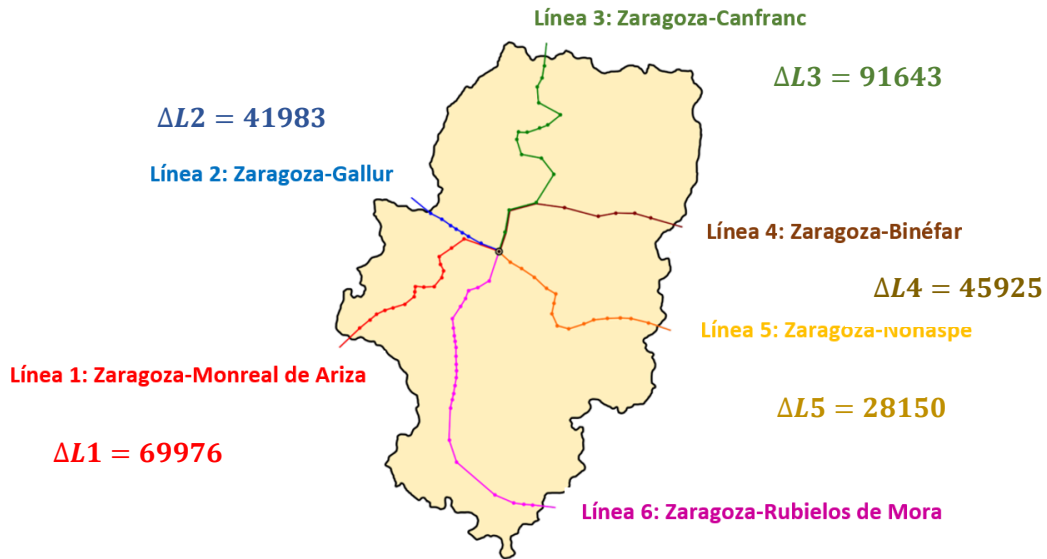 Línea 3: Zaragoza-Canfranc
ΔL3 = 91643
ΔL2 = 41983
Línea 2: Zaragoza-Gallur
Línea 4: Zaragoza-Binéfar
ΔL4 = 45925
Línea 5: Zaragoza-Nonaspe
Línea 1: Zaragoza-Monreal de Ariza
ΔL5 = 28150
ΔL1 = 69976
Línea 6: Zaragoza-Rubielos de Mora